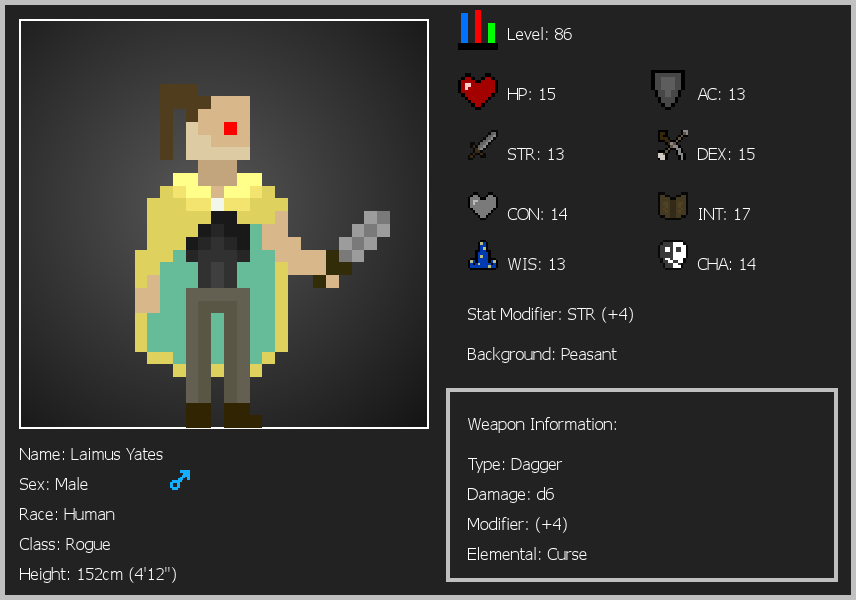 Level: 86
HP: 15
AC: 13
STR: 13
DEX: 15
CON: 14
INT: 17
WIS: 13
CHA: 14
Stat Modifier: STR (+4)
Background: Peasant
Weapon Information:
Type: Dagger
Damage: d6
Modifier: (+4)
Elemental: Curse
Name: Laimus Yates
Sex: Male
Race: Human
Class: Rogue
Height: 152cm (4'12")